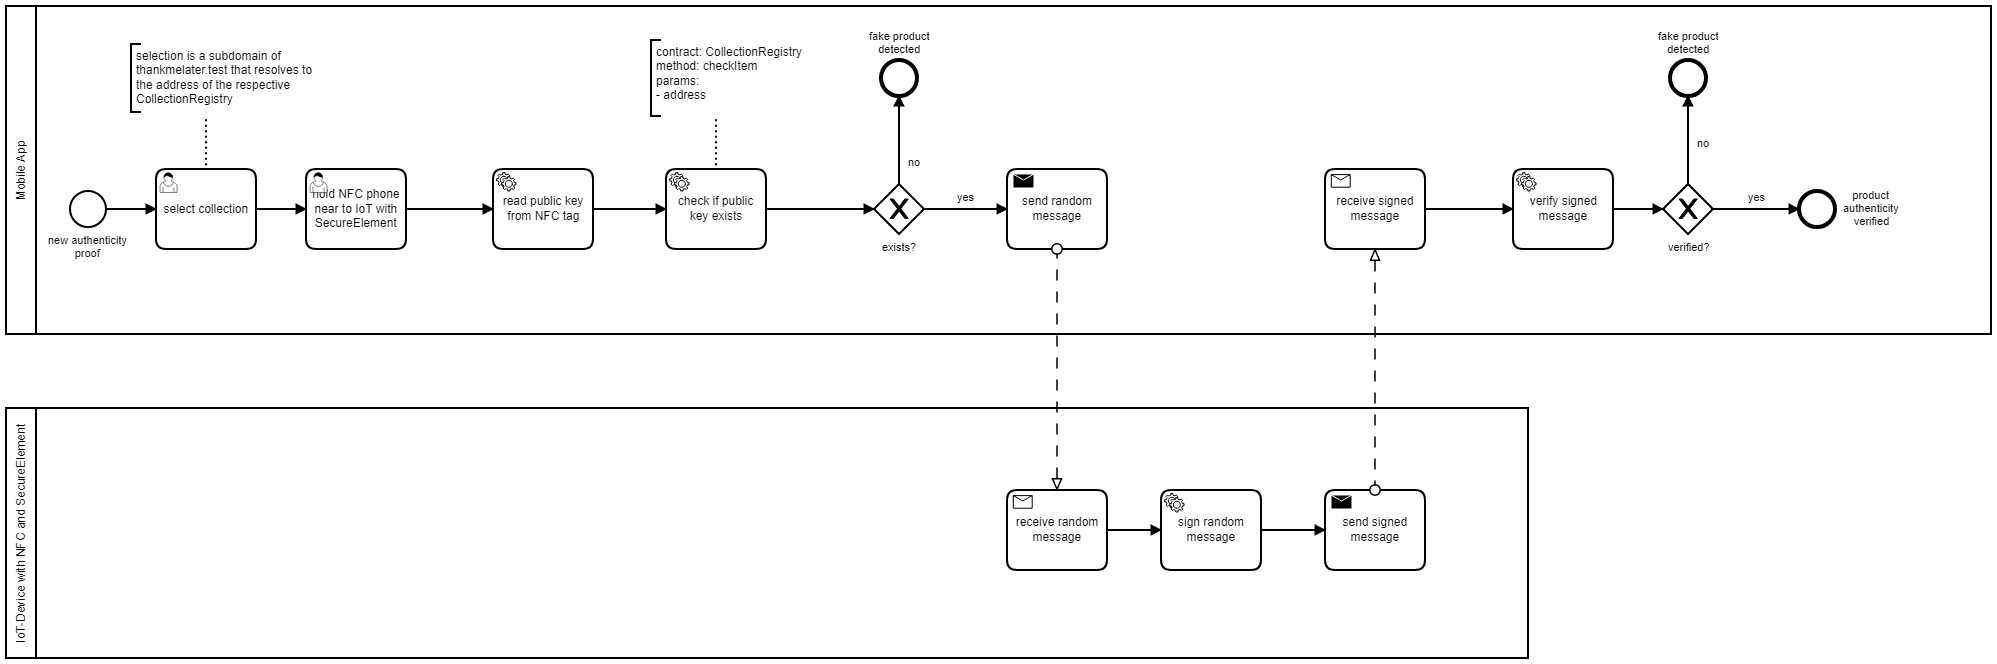 Mobile App
selection is a subdomain of
thankmelater.test that resolves to
the address of the respective
CollectionRegistry
contract: CollectionRegistry
method: checkItem
params:
- address
fake product
detected
fake product
detected
no
no
new authenticity
proof
select collection
hold NFC phone
near to IoT with
SecureElement
read public key
from NFC tag
check if public
key exists
exists?
yes
send random
message
receive signed
message
verify signed
message
verified?
yes
product
authenticity
verified
IoT-Device with NFC and SecureElement
receive random
message
sign random
message
send signed
message